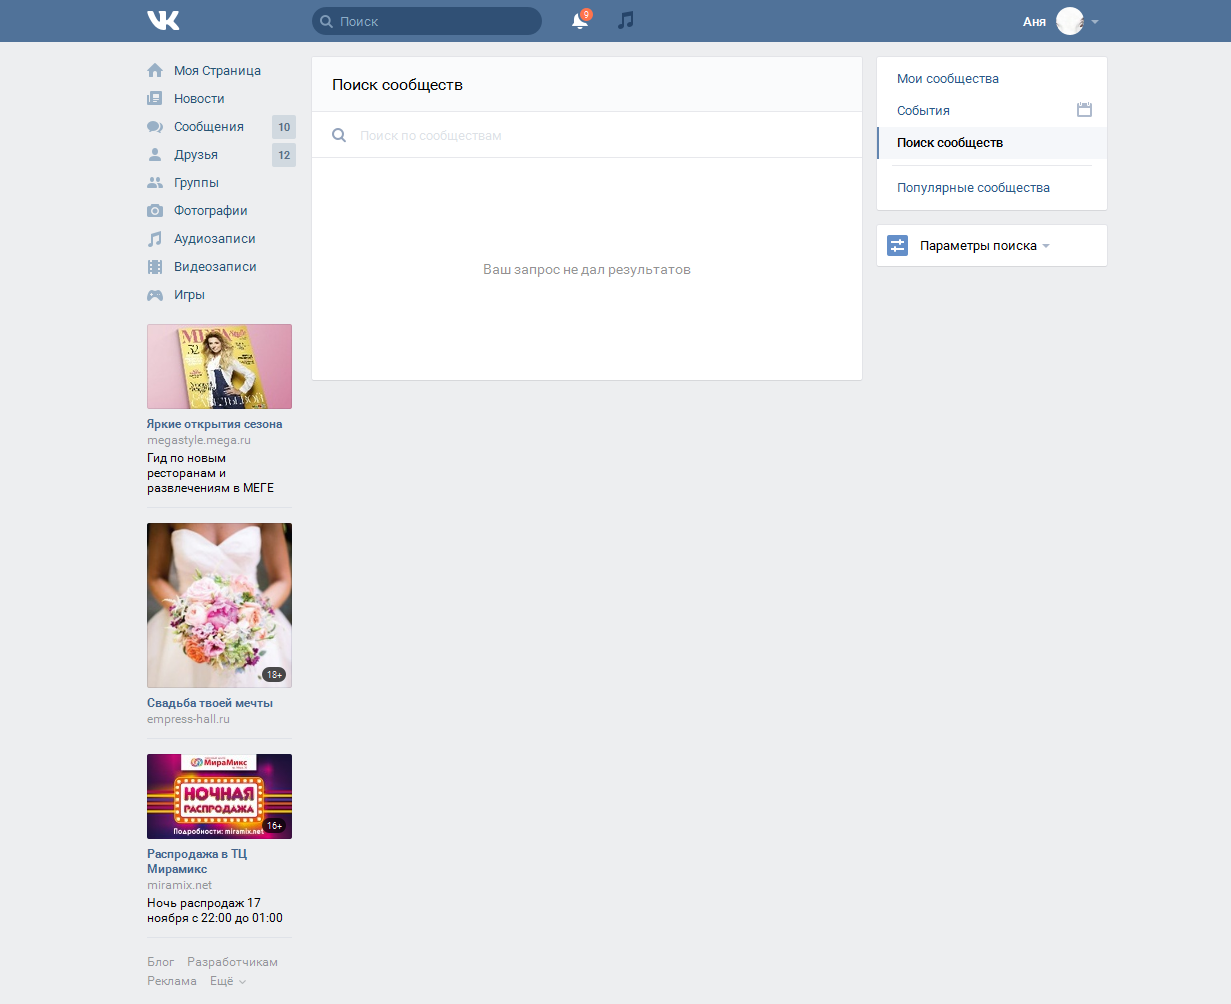 Поиск
9
Аня
Моя Страница
Новости
Сообщения 10
Друзья 12
Группы
Фотографии
Аудиозаписи
Видеозаписи
Игры
MEGA
52
Яркие открытия сезона
megastyle.mega.ru
Гид по новым
ресторанам и
развлечениям в МЕГЕ
18+
Свадьба твоей мечты
empress-hall.ru
МираМикс
НОЧНАЯ
РАСПРОДАЖА
Подробности: miramix.net
16+
Распродажа в ТЦ
Мирамикс
miramix.net
Ночь распродаж 17
ноября с 22:00 до 01:00
Блог Разработчикам
Реклама Ещё
Поиск сообществ
Поиск по сообществам
Ваш запрос не дал результатов
Мои сообщества
События
Поиск сообществ
Популярные сообщества
Параметры поиска